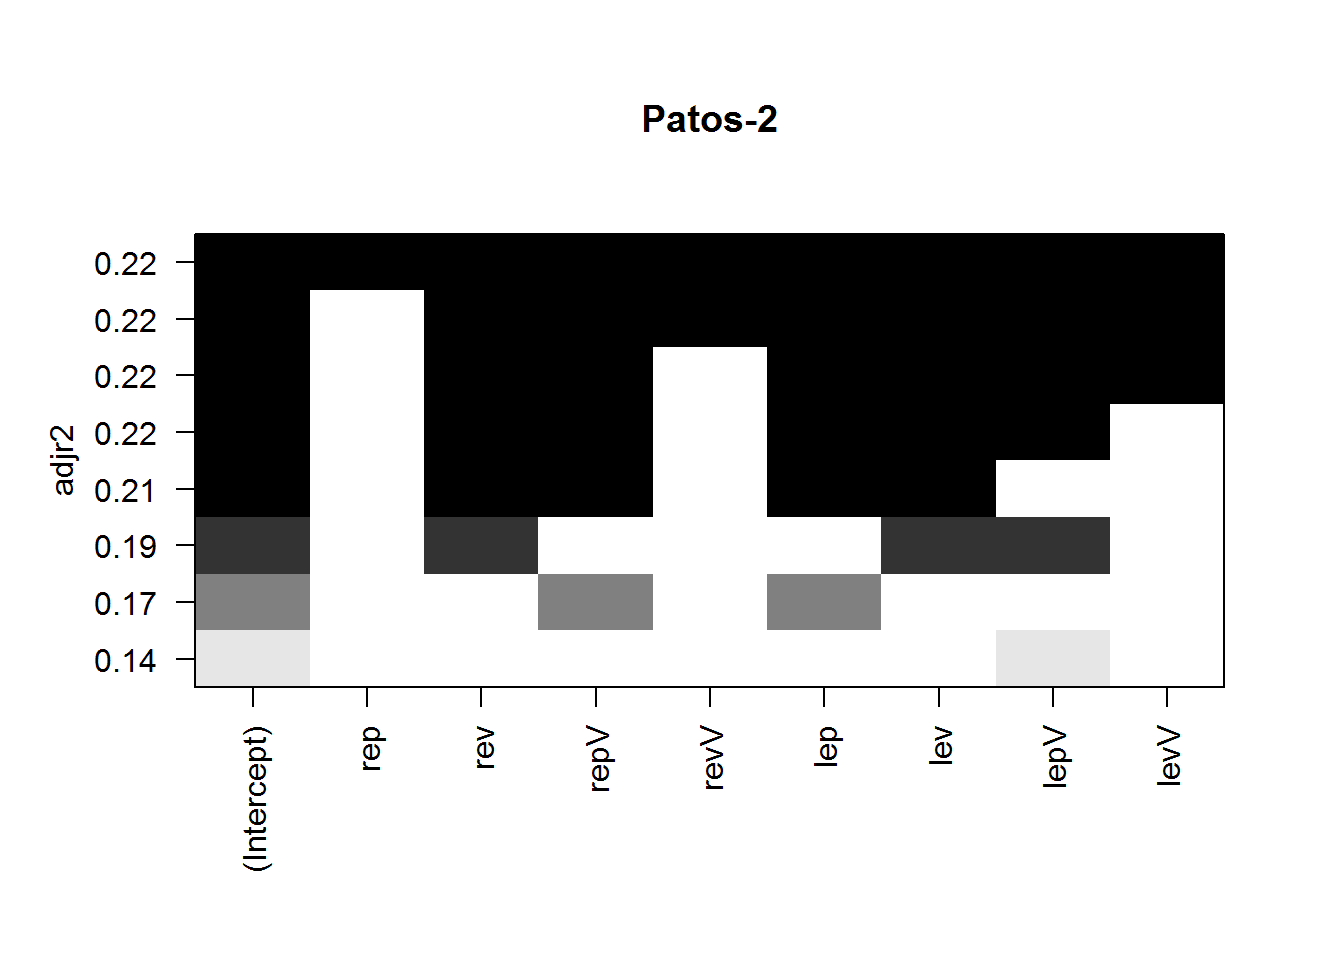 Patos-2
adjr2
0.22
0.22
0.22
0.22
0.21
0.19
0.17
0.14
(Intercept)
rep
rev
repV
revV
lep
lev
lepV
levV